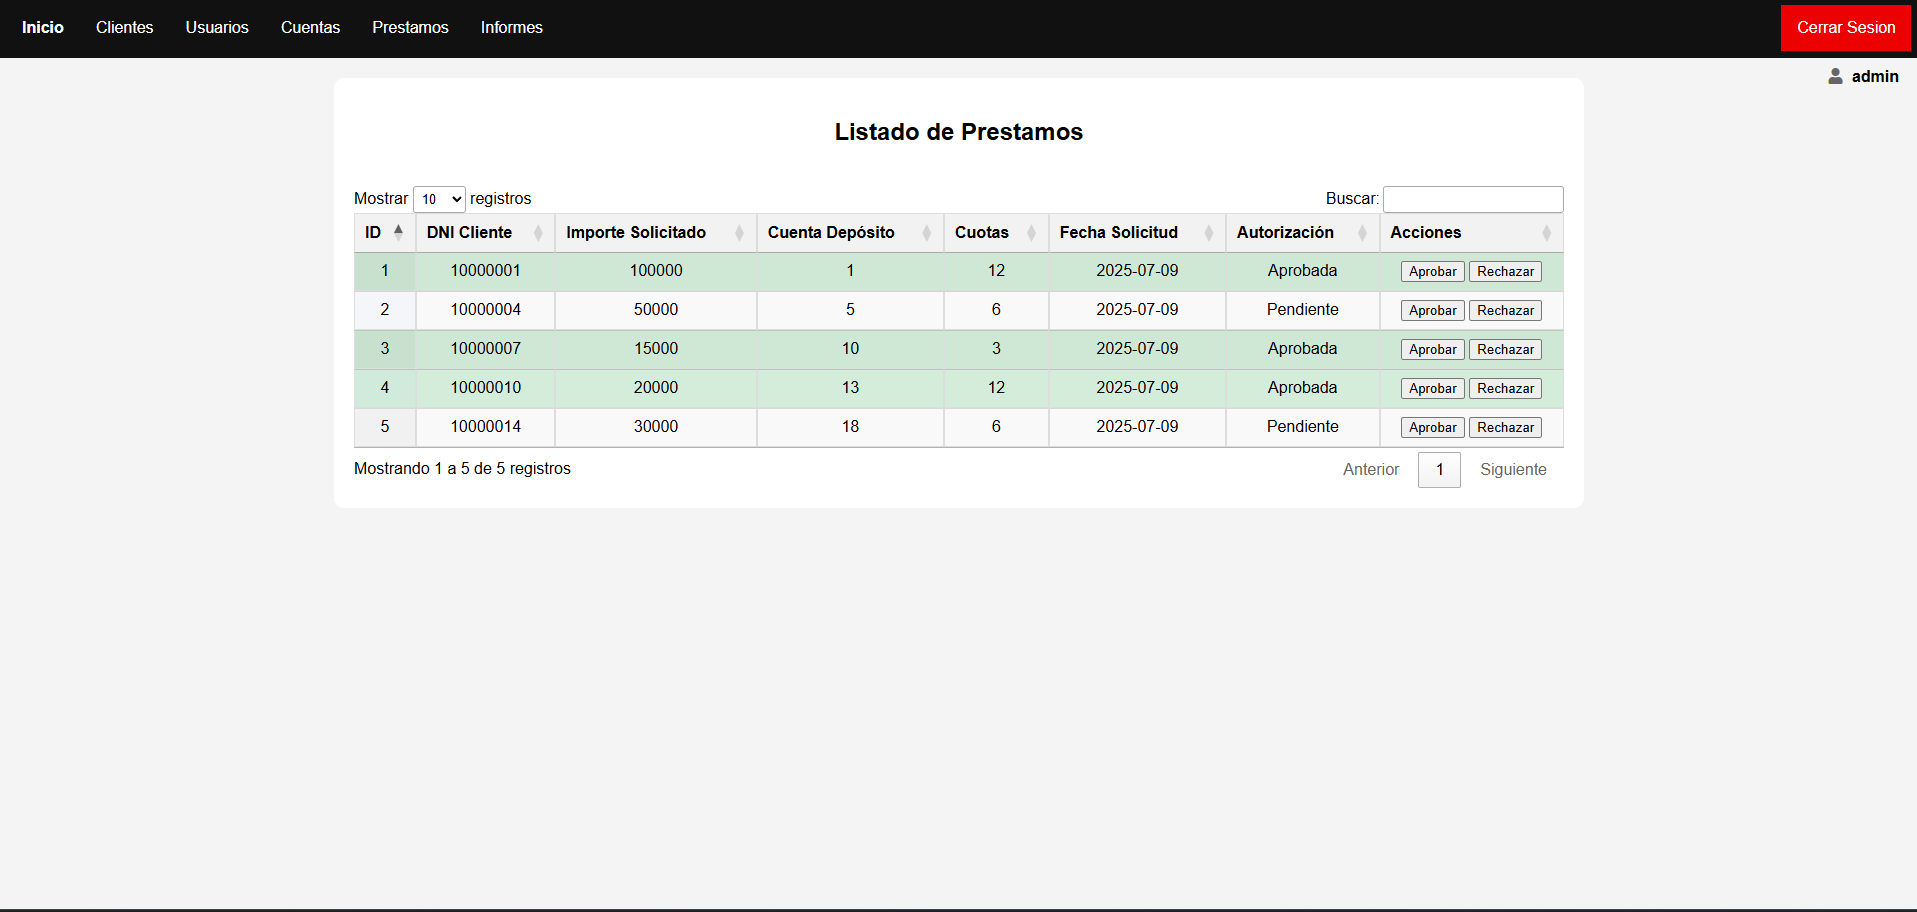 Inicio Clientes Usuarios Cuentas Prestamos Informes Cerrar Sesion
admin
Listado de Prestamos
Mostrar 10 registros Buscar:
ID DNI Cliente Importe Solicitado Cuenta Depósito Cuotas Fecha Solicitud Autorización Acciones
1 10000001 100000 1 12 2025-07-09 Aprobada Aprobar Rechazar
2 10000004 50000 5 6 2025-07-09 Pendiente Aprobar Rechazar
3 10000007 15000 10 3 2025-07-09 Aprobada Aprobar Rechazar
4 10000010 20000 13 12 2025-07-09 Aprobada Aprobar Rechazar
5 10000014 30000 18 6 2025-07-09 Pendiente Aprobar Rechazar
Mostrando 1 a 5 de 5 registros Anterior 1 Siguiente